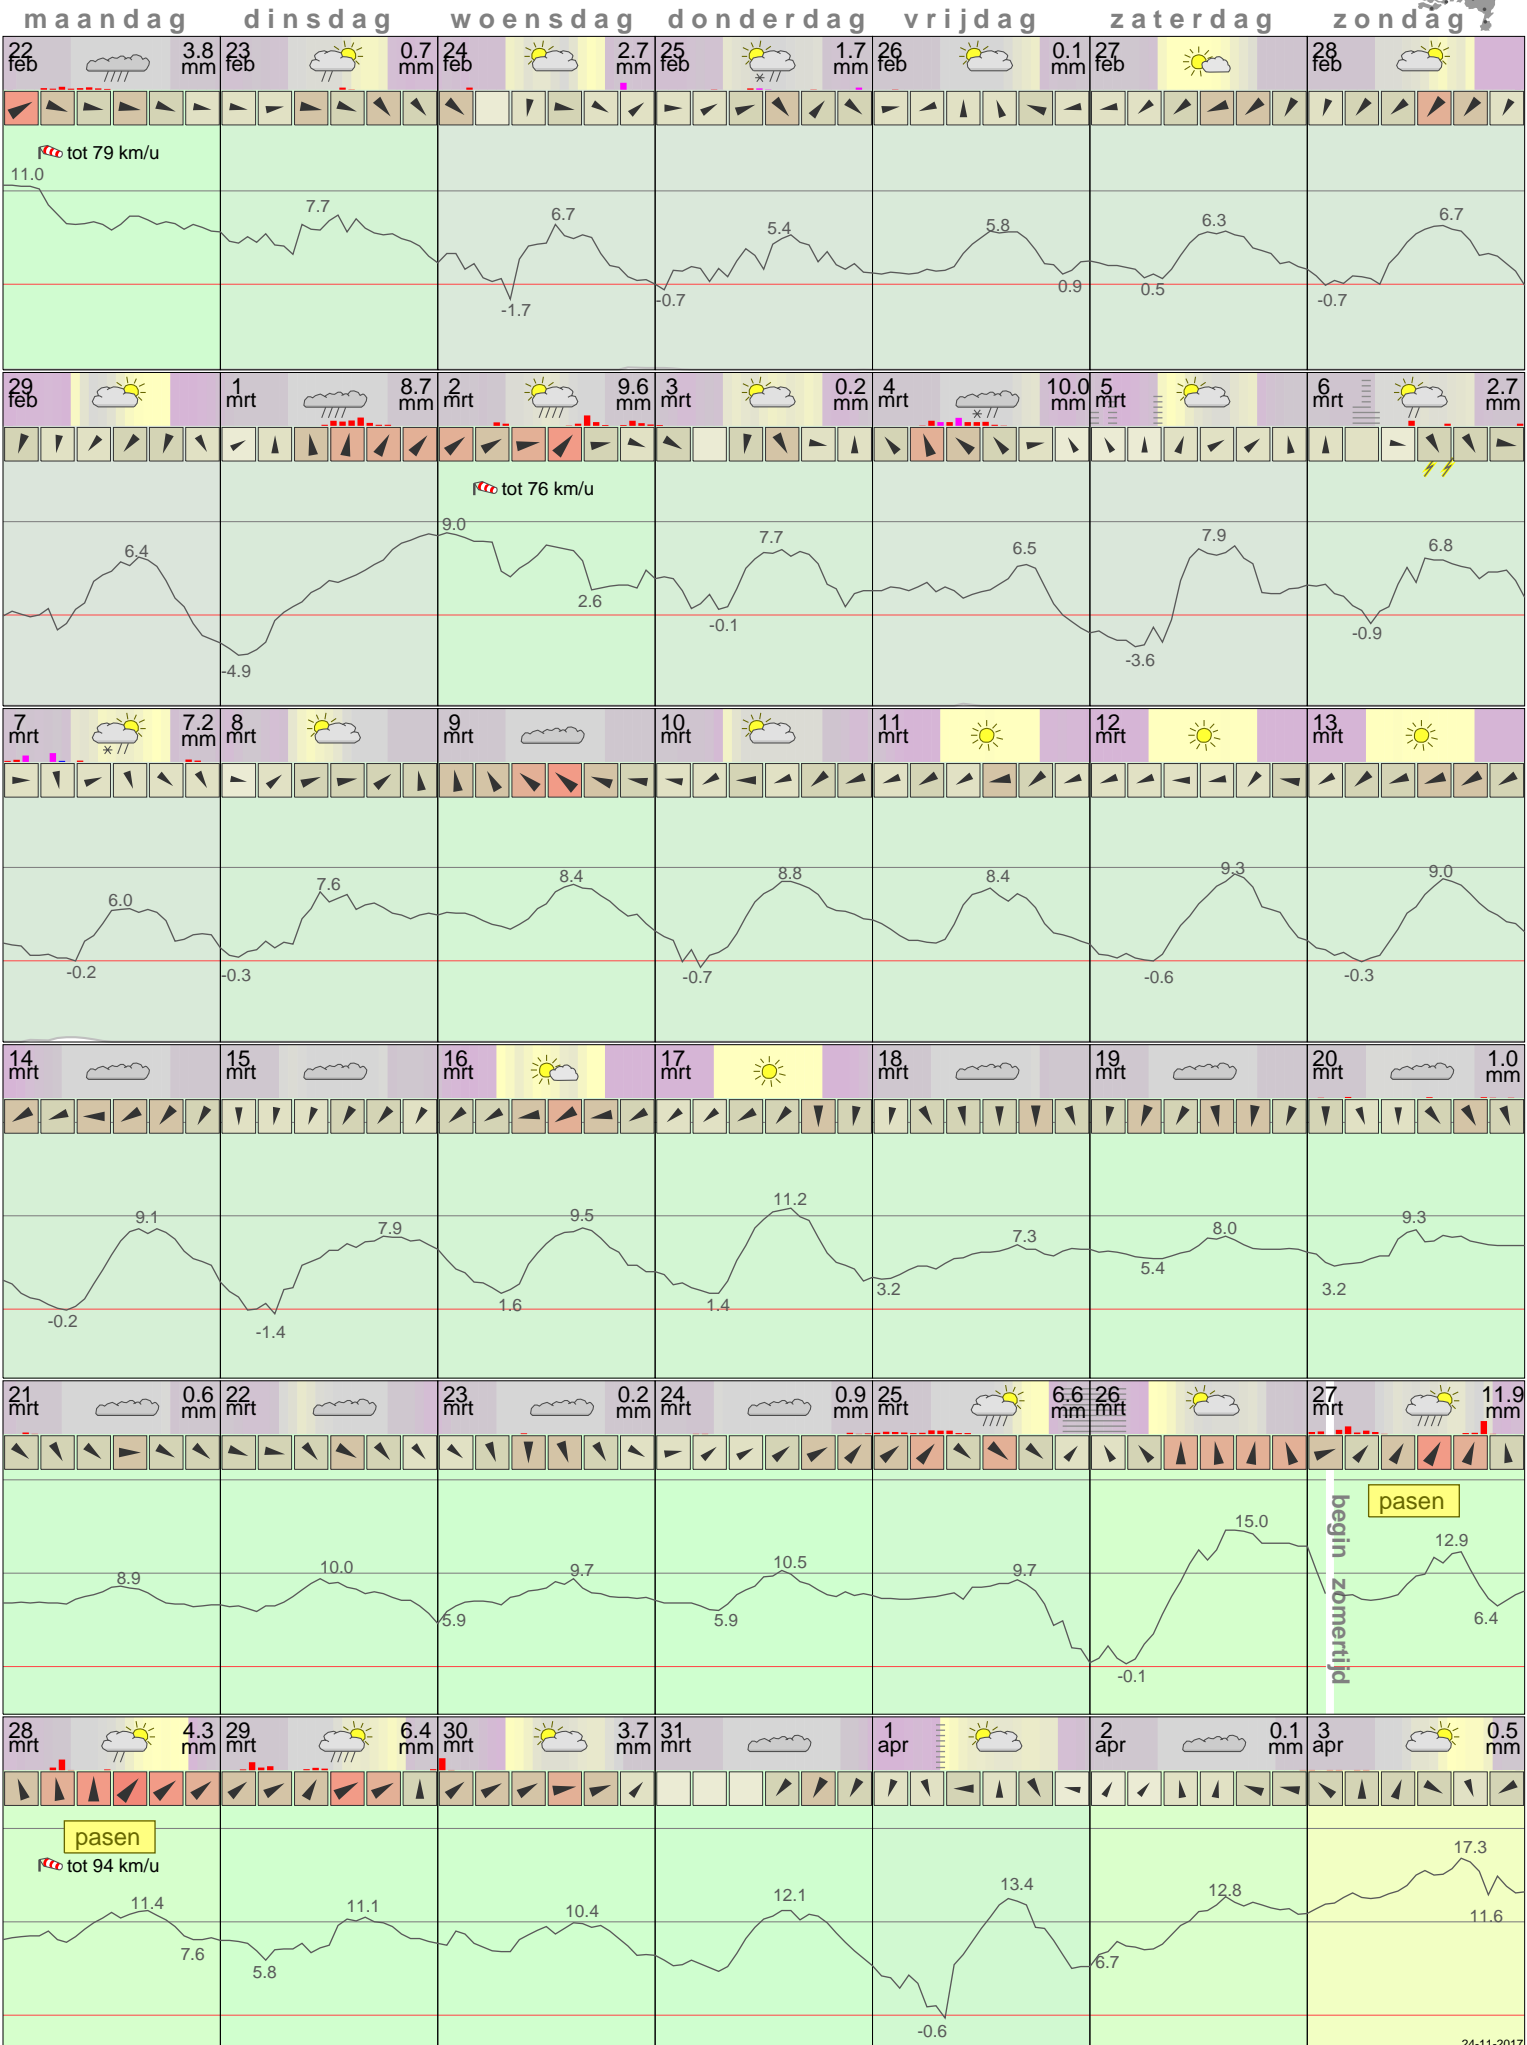 maandag dinsdag woensdag donderdag vrijdag zaterdag zondag
22 feb 3.8 mm
23 feb 0.7 mm
24 feb 2.7 mm
25 feb 1.7 mm
26 feb 0.1 mm
27 feb
28 feb
tot 79 km/u
11.0
7.7
6.7
-1.7
5.4
-0.7
5.8
0.9
6.3
0.5
6.7
-0.7
29 feb
1 mrt 8.7 mm
2 mrt 9.6 mm
3 mrt 0.2 mm
4 mrt 10.0 mm
5 mrt
6 mrt 2.7 mm
tot 76 km/u
6.4
-4.9
9.0
2.6
7.7
-0.1
6.5
7.9
-3.6
6.8
-0.9
7 mrt 7.2 mm
8 mrt
9 mrt
10 mrt
11 mrt
12 mrt
13 mrt
6.0
-0.2
7.6
-0.3
8.4
8.8
-0.7
8.4
9.3
-0.6
9.0
-0.3
14 mrt
15 mrt
16 mrt
17 mrt
18 mrt
19 mrt
20 mrt 1.0 mm
9.1
-0.2
7.9
-1.4
9.5
1.6
11.2
1.4
7.3
3.2
8.0
5.4
9.3
3.2
21 mrt 0.6 mm
22 mrt
23 mrt 0.2 mm
24 mrt 0.9 mm
25 mrt 6.6 mm
26 mrt
27 mrt 11.9 mm
pasen
begin zomertijd
8.9
10.0
9.7
5.9
10.5
5.9
9.7
15.0
-0.1
12.9
6.4
28 mrt 4.3 mm
29 mrt 6.4 mm
30 mrt 3.7 mm
31 mrt
1 apr
2 apr 0.1 mm
3 apr 0.5 mm
pasen
tot 94 km/u
11.4
7.6
11.1
5.8
10.4
12.1
13.4
-0.6
12.8
6.7
17.3
11.6
24-11-2017